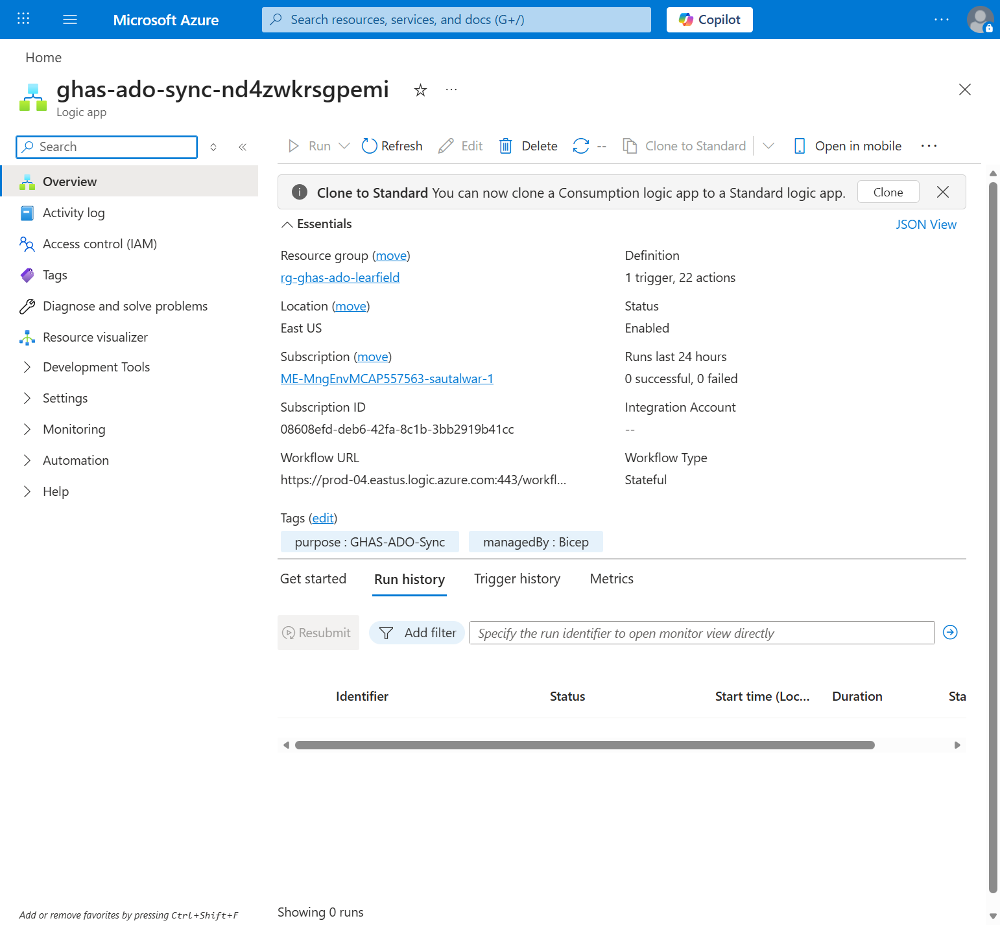 Microsoft Azure
Search resources, services, and docs (G+/)
Copilot
Home
ghas-ado-sync-nd4zwkrsgpemi
Logic app
Search
Run
Refresh
Edit
Delete
--
Clone to Standard
Open in mobile
Overview
Activity log
Access control (IAM)
Tags
Diagnose and solve problems
Resource visualizer
Development Tools
Settings
Monitoring
Automation
Help
Add or remove favorites by pressing Ctrl+Shift+F
Clone to Standard You can now clone a Consumption logic app to a Standard logic app.
Clone
Essentials
JSON View
Resource group (move)
rg-ghas-ado-learfield
Location (move)
East US
Subscription (move)
ME-MngEnvMCAP557563-sautalwar-1
Subscription ID
08608efd-deb6-42fa-8c1b-3bb2919b41cc
Workflow URL
https://prod-04.eastus.logic.azure.com:443/workfl...
Definition
1 trigger, 22 actions
Status
Enabled
Runs last 24 hours
0 successful, 0 failed
Integration Account
--
Workflow Type
Stateful
Tags (edit)
purpose : GHAS-ADO-Sync
managedBy : Bicep
Get started
Run history
Trigger history
Metrics
Resubmit
Add filter
Specify the run identifier to open monitor view directly
Identifier
Status
Start time (Loc...
Duration
Sta
Showing 0 runs